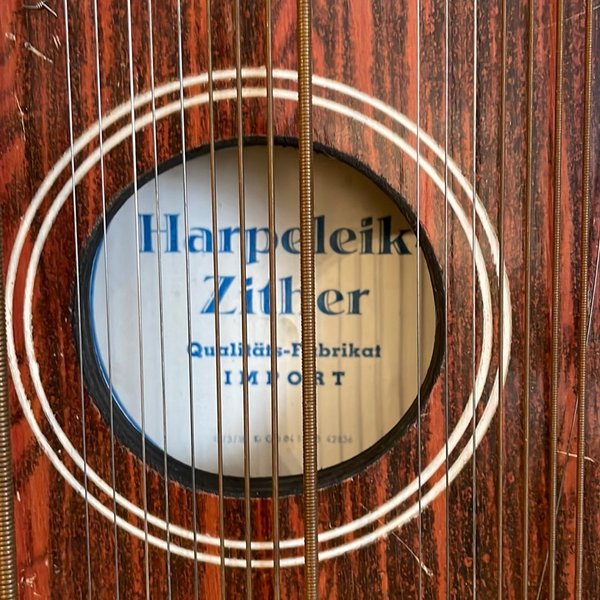 Harpeleik-
Zither
Qualitäts-Fabrikat
IMPORT